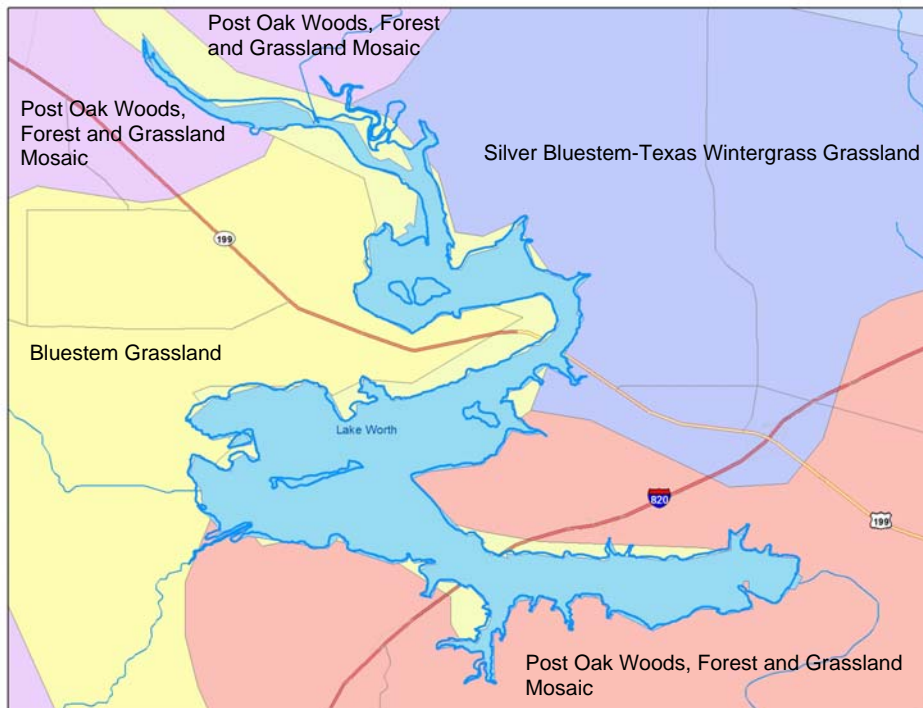 Post Oak Woods, Forest
and Grassland Mosaic
Post Oak Woods,
Forest and Grassland
Mosaic
Silver Bluestem-Texas Wintergrass Grassland
199
Bluestem Grassland
Lake Worth
820
199
Post Oak Woods, Forest and Grassland
Mosaic